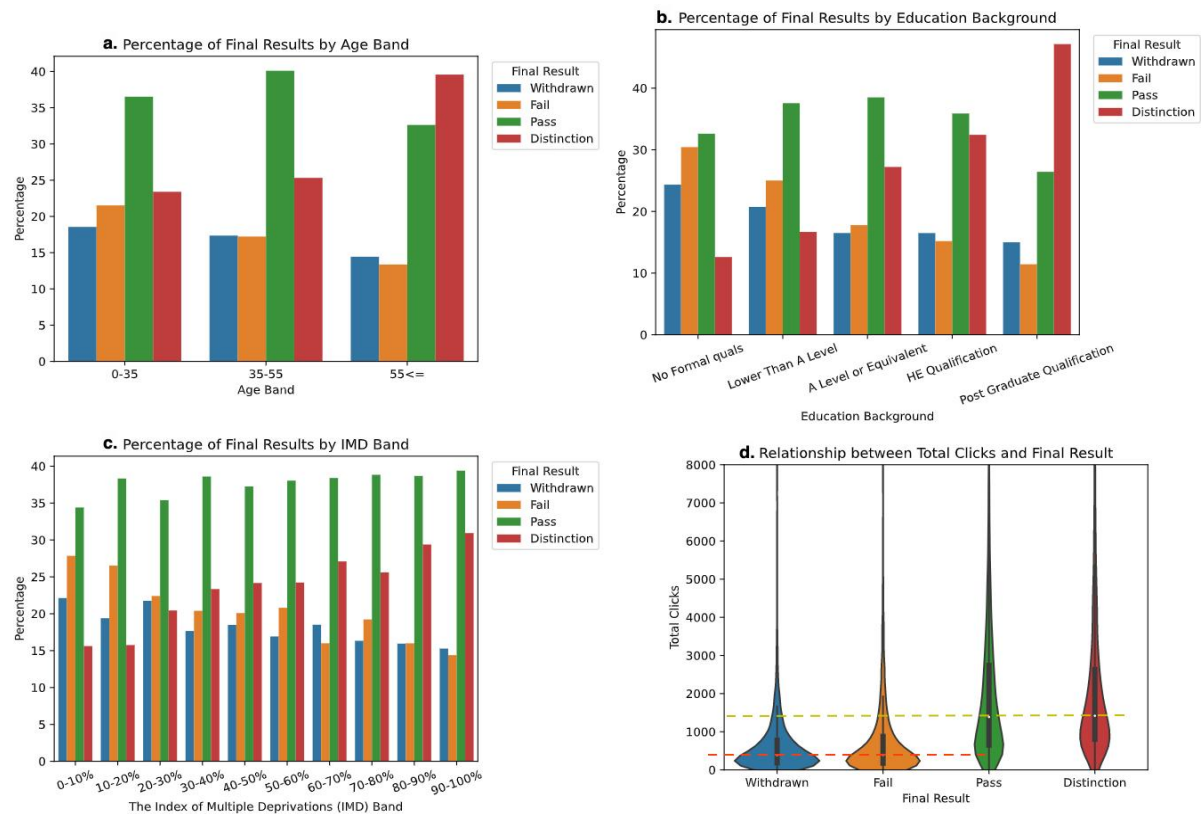 a. Percentage of Final Results by Age Band
40
35
30
25
20
15
10
5
0
Percentage
0-35 35-55 55<=
Age Band
Final Result
Withdrawn
Fail
Pass
Distinction
b. Percentage of Final Results by Education Background
40
30
20
10
0
Percentage
No Formal quals Lower Than A Level A Level or Equivalent HE Qualification Post Graduate Qualification
Education Background
Final Result
Withdrawn
Fail
Pass
Distinction
c. Percentage of Final Results by IMD Band
40
35
30
25
20
15
10
5
0
Percentage
0-10% 10-20% 20-30% 30-40% 40-50% 50-60% 60-70% 70-80% 80-90% 90-100%
The Index of Multiple Deprivations (IMD) Band
Final Result
Withdrawn
Fail
Pass
Distinction
d. Relationship between Total Clicks and Final Result
8000
7000
6000
5000
4000
3000
2000
1000
0
Total Clicks
Withdrawn Fail Pass Distinction
Final Result